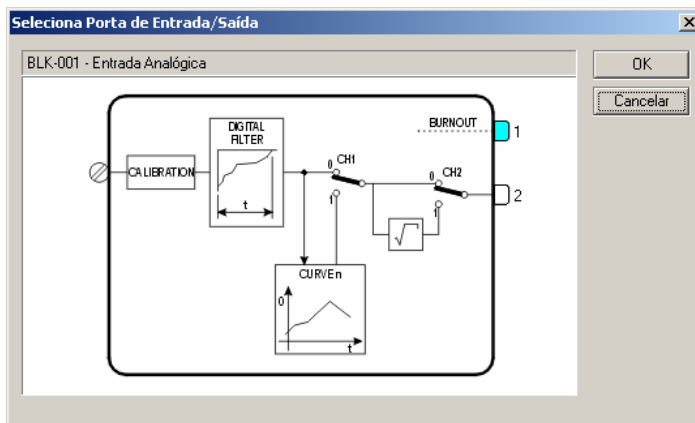 Seleciona Porta de Entrada/Saída
BLK-001 - Entrada Analógica
OK
Cancelar
BURNOUT
1
DIGITAL
FILTER
t
CALIBRATION
0 CH1
1
0 CH2
1
2
√
CURVEn
0
t